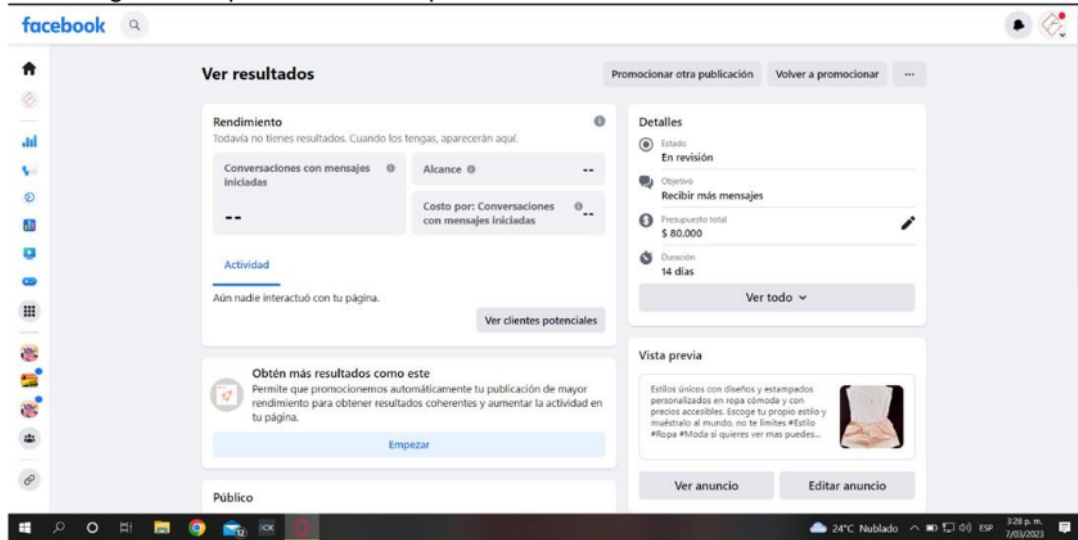 facebook
Ver resultados
Promocionar otra publicación
Volver a promocionar
Rendimiento
Todavía no tienes resultados. Cuando los tengas, aparecerán aquí.
Conversaciones con mensajes
iniciadas
--
Alcance
--
Costo por: Conversaciones
con mensajes iniciadas
--
Actividad
Aún nadie interactuó con tu página.
Ver clientes potenciales
Obtén más resultados como este
Permite que promocionemos automáticamente tu publicación de mayor
rendimiento para obtener resultados coherentes y aumentar la actividad en
tu página.
Empezar
Público
Detalles
Estado
En revisión
Objetivo
Recibir más mensajes
Presupuesto total
$ 80.000
Duración
14 días
Ver todo
Vista previa
Estilos únicos con diseños y estampados
personalizados en ropa cómoda y con
precios accesibles. Escoge tu propio estilo y
muéstralo al mundo, no te limites #Estilo
#Ropa #Moda si quieres ver mas puedes...
Ver anuncio
Editar anuncio
24°C Nublado
ESP
3:28 p. m.
7/03/2023